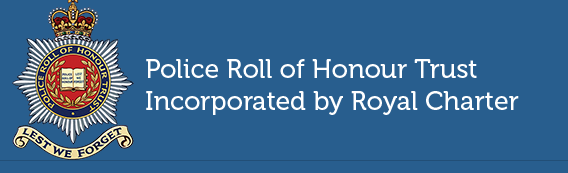 POLICE ROLL OF HONOUR TRUST
LEST WE FORGET
Police Roll of Honour Trust
Incorporated by Royal Charter